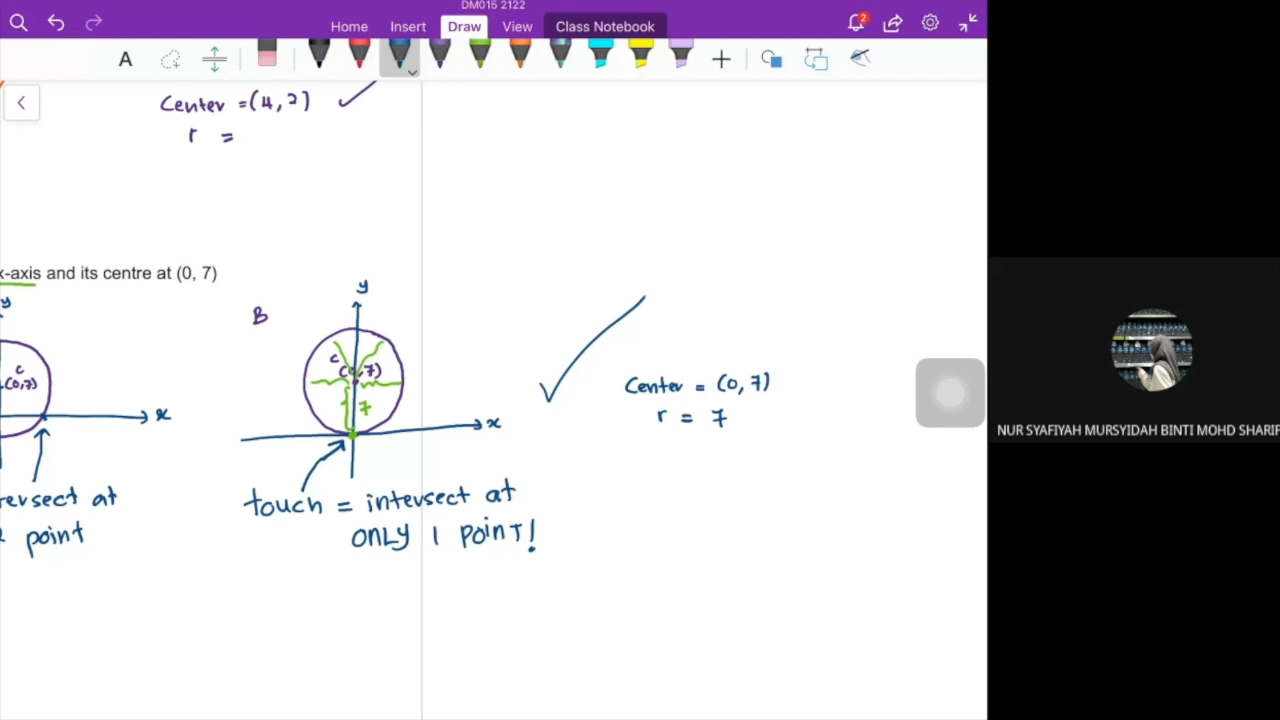 DM015 2122
Home Insert Draw View Class Notebook
2
A
Center = (4, 2)
r =
x-axis and its centre at (0, 7)
y
c
(0,7)
x
B
y
c
(0,7)
7
x
Center = (0, 7)
r = 7
touch = intersect at
ONLY 1 POINT!
ersect at
point
NUR SYAFIYAH MURSYIDAH BINTI MOHD SHARIF